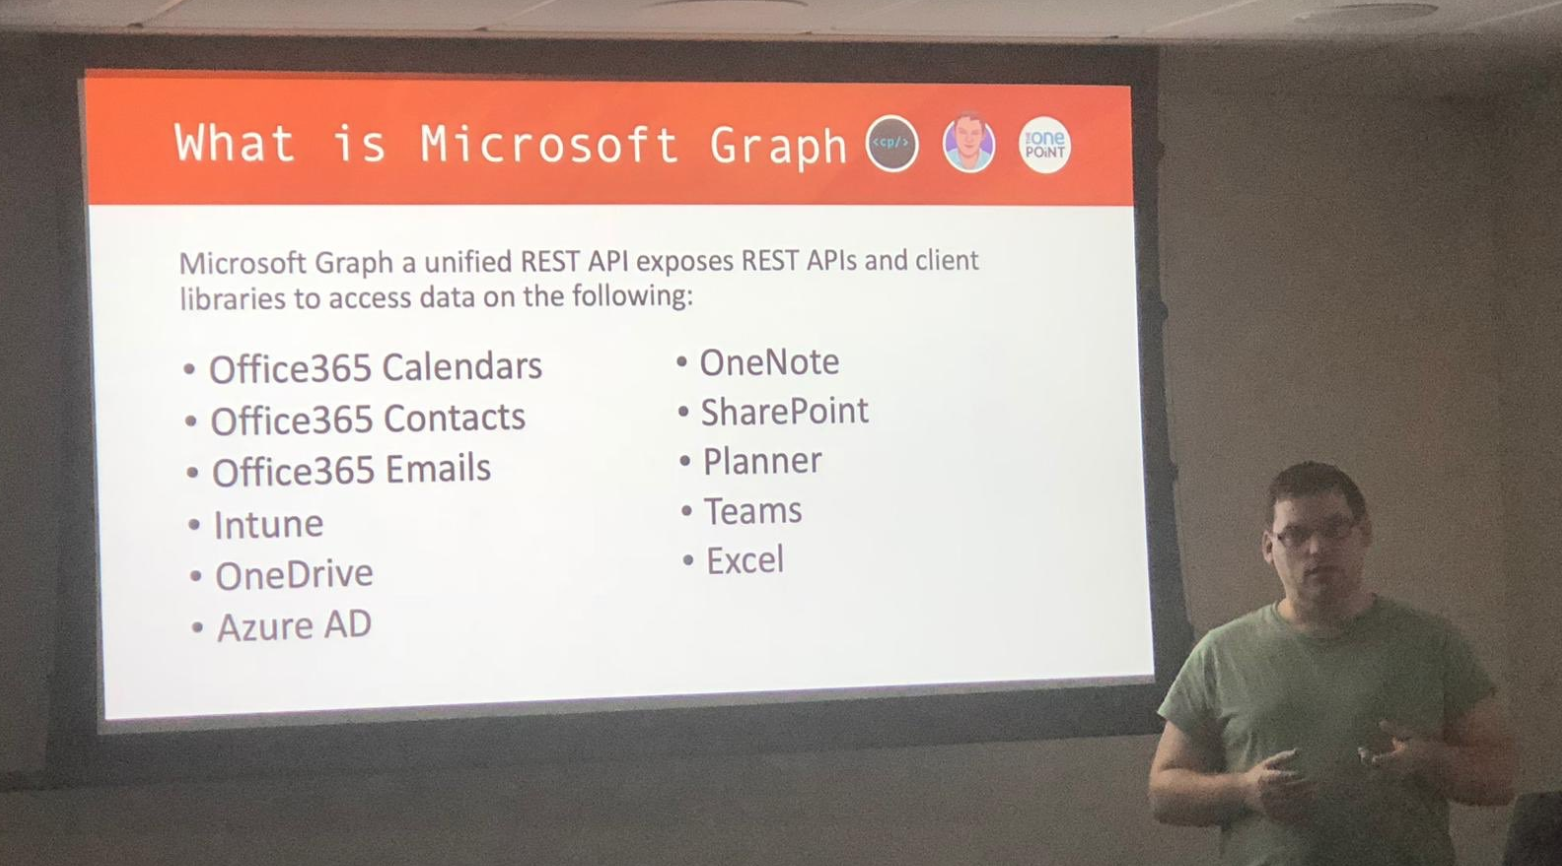 What is Microsoft Graph
<cp/>
THE one
POiNT
Microsoft Graph a unified REST API exposes REST APIs and client
libraries to access data on the following:
• Office365 Calendars
• Office365 Contacts
• Office365 Emails
• Intune
• OneDrive
• Azure AD
• OneNote
• SharePoint
• Planner
• Teams
• Excel